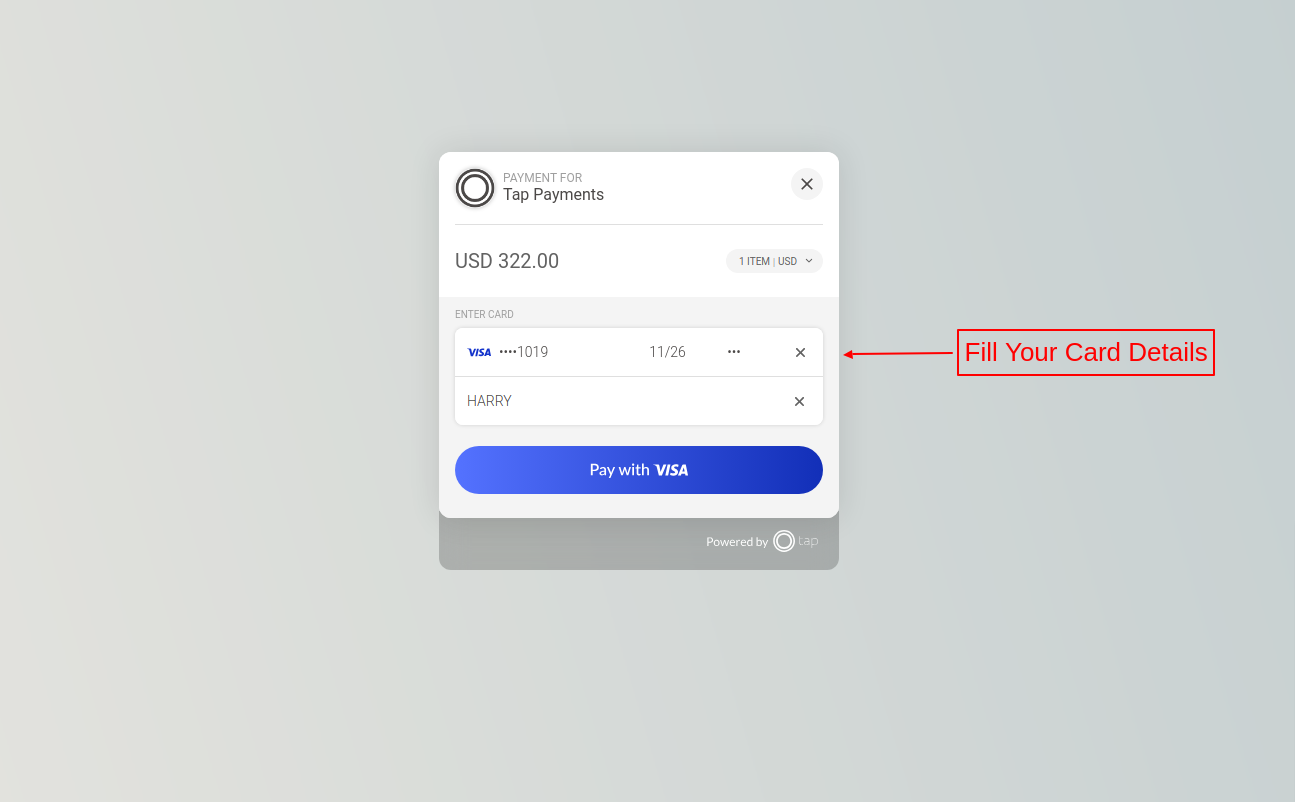 PAYMENT FOR
Tap Payments
USD 322.00
1 ITEM | USD
ENTER CARD
VISA ••••1019 11/26 •••
HARRY
Pay with VISA
Powered by tap
Fill Your Card Details